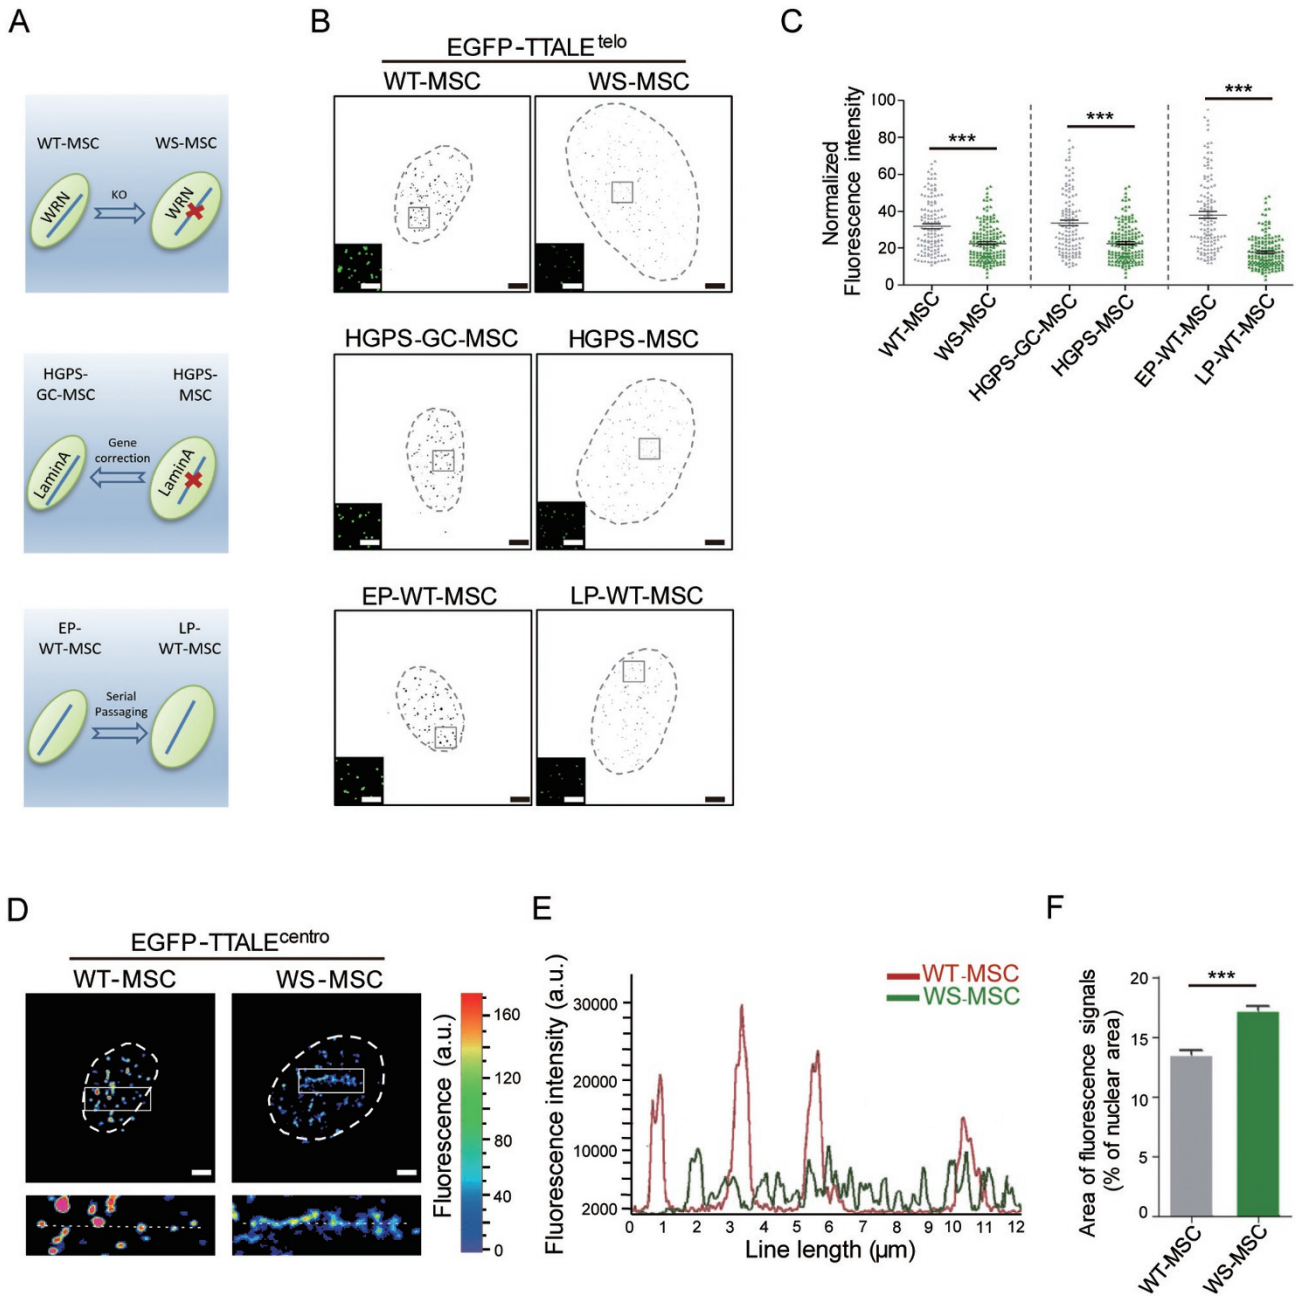 A
WT-MSC
WS-MSC
WRN
KO
WRN
HGPS-
GC-MSC
HGPS-
MSC
LaminA
Gene
correction
LaminA
EP-
WT-MSC
LP-
WT-MSC
Serial
Passaging
B
EGFP-TTALEtelo
WT-MSC
WS-MSC
HGPS-GC-MSC
HGPS-MSC
EP-WT-MSC
LP-WT-MSC
C
Normalized
Fluorescence intensity
100
80
60
40
20
0
***
***
***
WT-MSC
WS-MSC
HGPS-GC-MSC
HGPS-MSC
EP-WT-MSC
LP-WT-MSC
D
EGFP-TTALEcentro
WT-MSC
WS-MSC
Fluorescence (a.u.)
160
120
80
40
0
E
Fluorescence intensity (a.u.)
30000
20000
10000
2000
WT-MSC
WS-MSC
0 1 2 3 4 5 6 7 8 9 10 11 12
Line length (µm)
F
Area of fluorescence signals
(% of nuclear area)
20
15
10
5
0
***
WT-MSC
WS-MSC